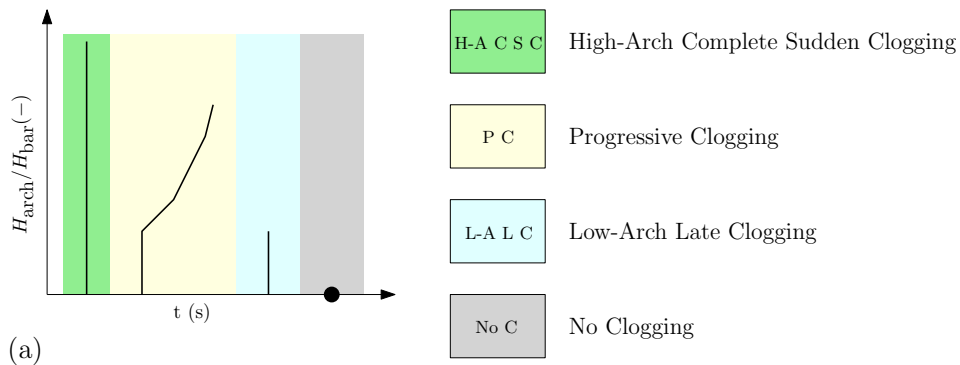 H_arch/H_bar(−)
t (s)
(a)
H-A C S C High-Arch Complete Sudden Clogging
P C Progressive Clogging
L-A L C Low-Arch Late Clogging
No C No Clogging